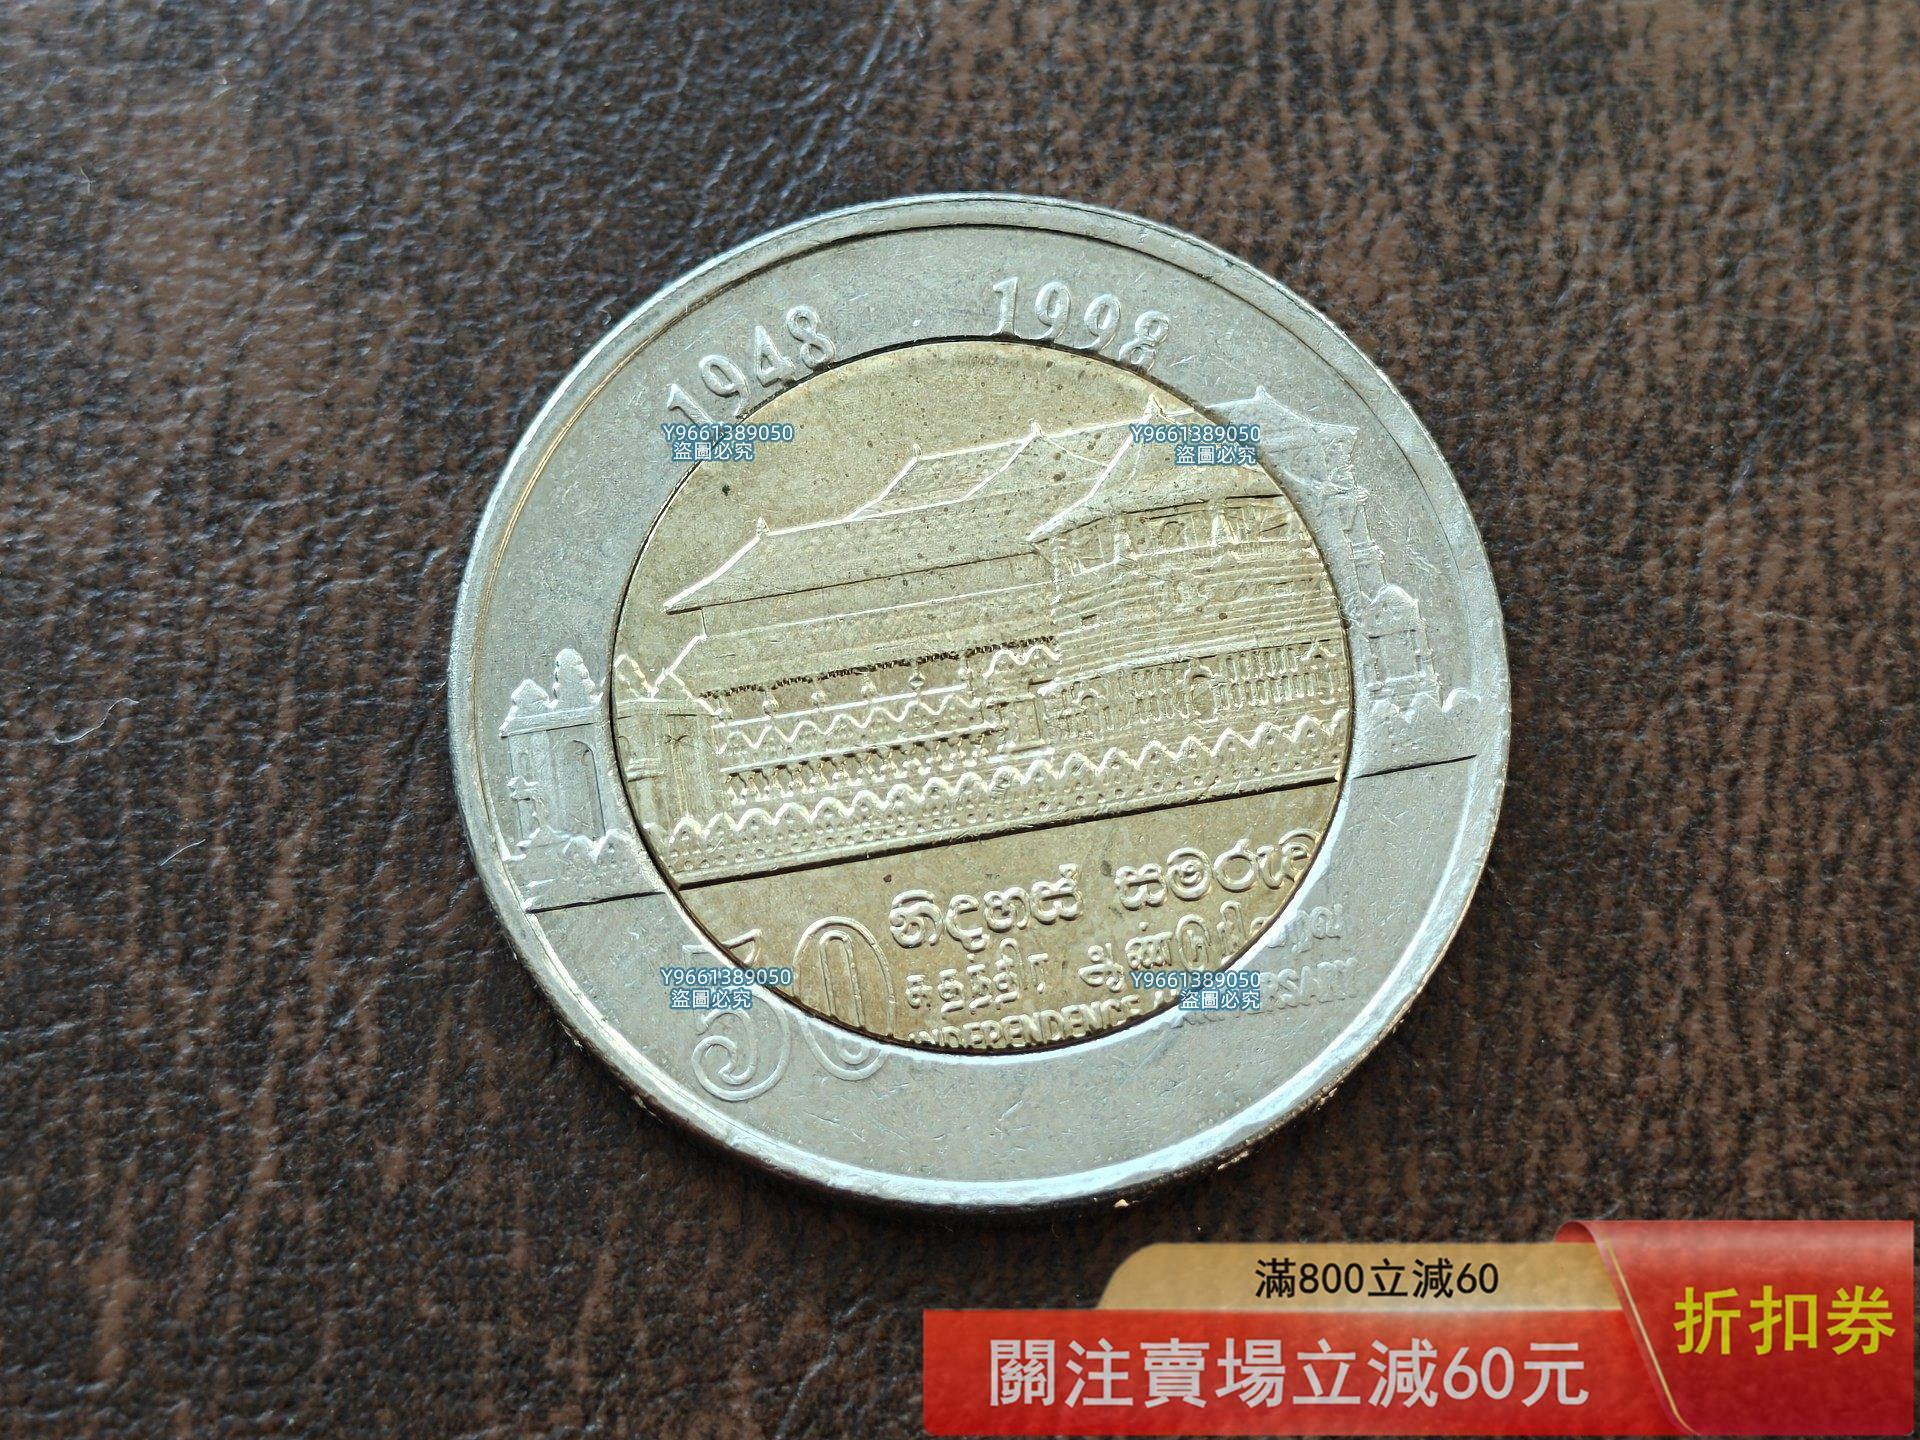 1948 1998
Y9661389050
盜圖必究
Y9661389050
盜圖必究
50
නිදහස් සමරුව
சுதந்திர ஆண்டு நிறைவு
INDEPENDENCE ANNIVERSARY
Y9661389050
盜圖必究
Y9661389050
盜圖必究
滿800立減60
關注賣場立減60元
折扣券